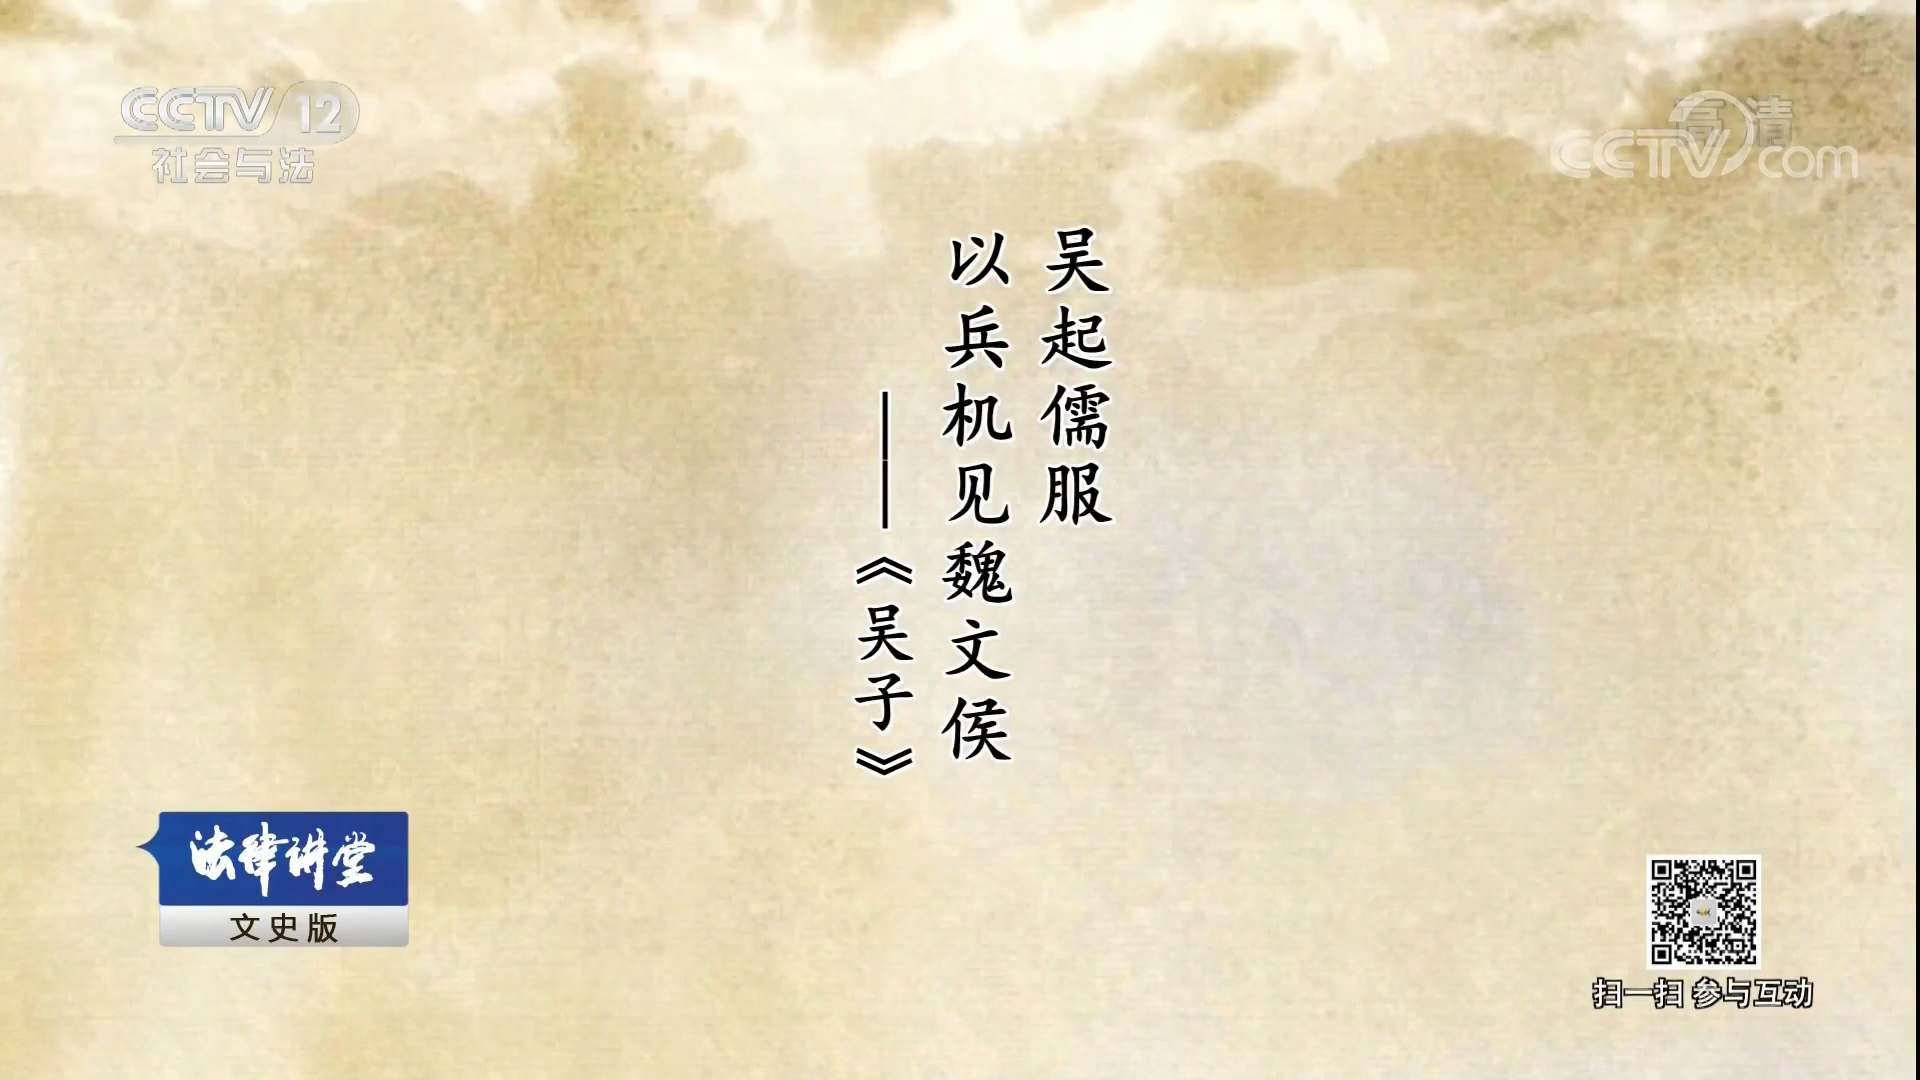 CCTV 12
社会与法
高清
CCTV.com
吴起儒服
以兵机见魏文侯
——《吴子》
法律讲堂
文史版
扫一扫 参与互动